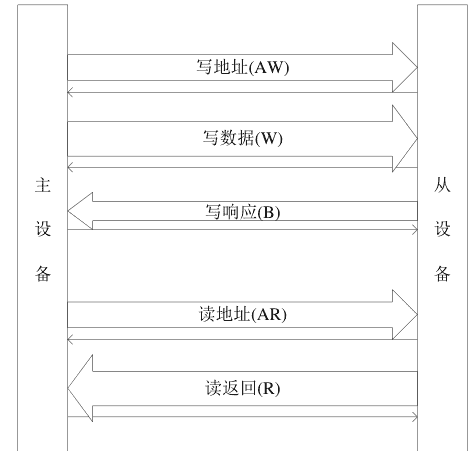 主设备
写地址(AW)
写数据(W)
写响应(B)
读地址(AR)
读返回(R)
从设备